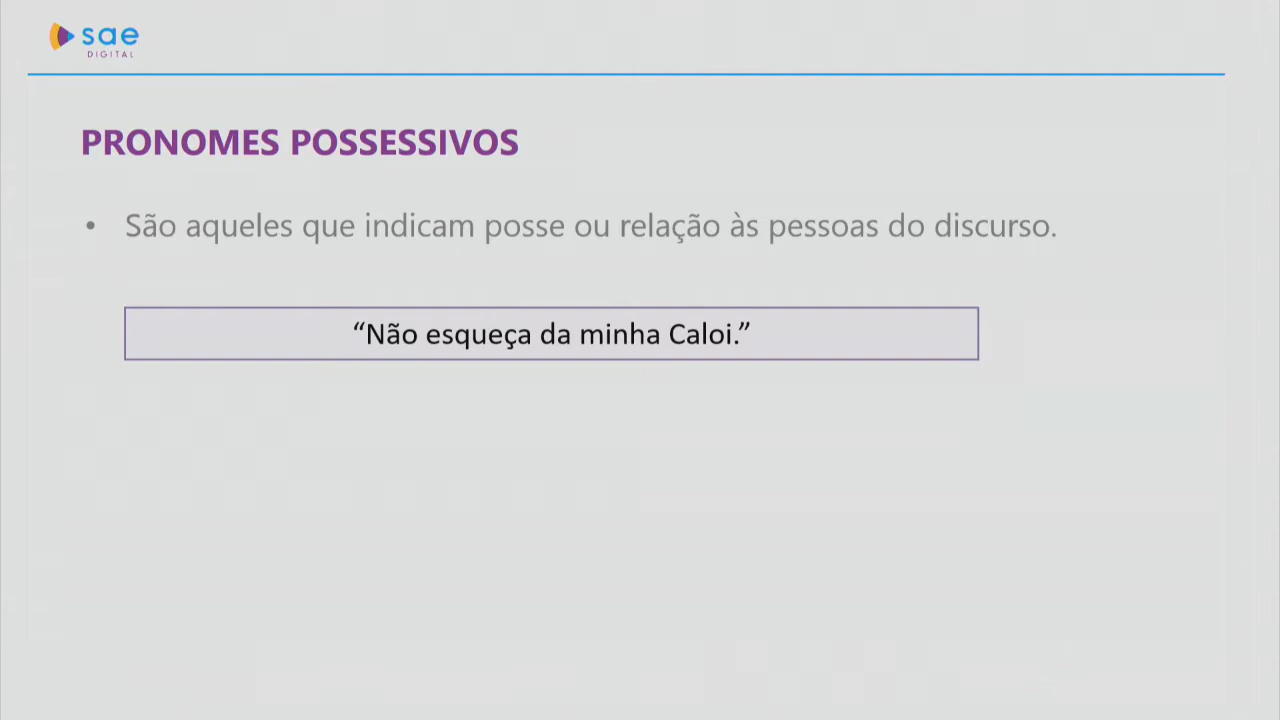 sae
DIGITAL
PRONOMES POSSESSIVOS
• São aqueles que indicam posse ou relação às pessoas do discurso.
“Não esqueça da minha Caloi.”